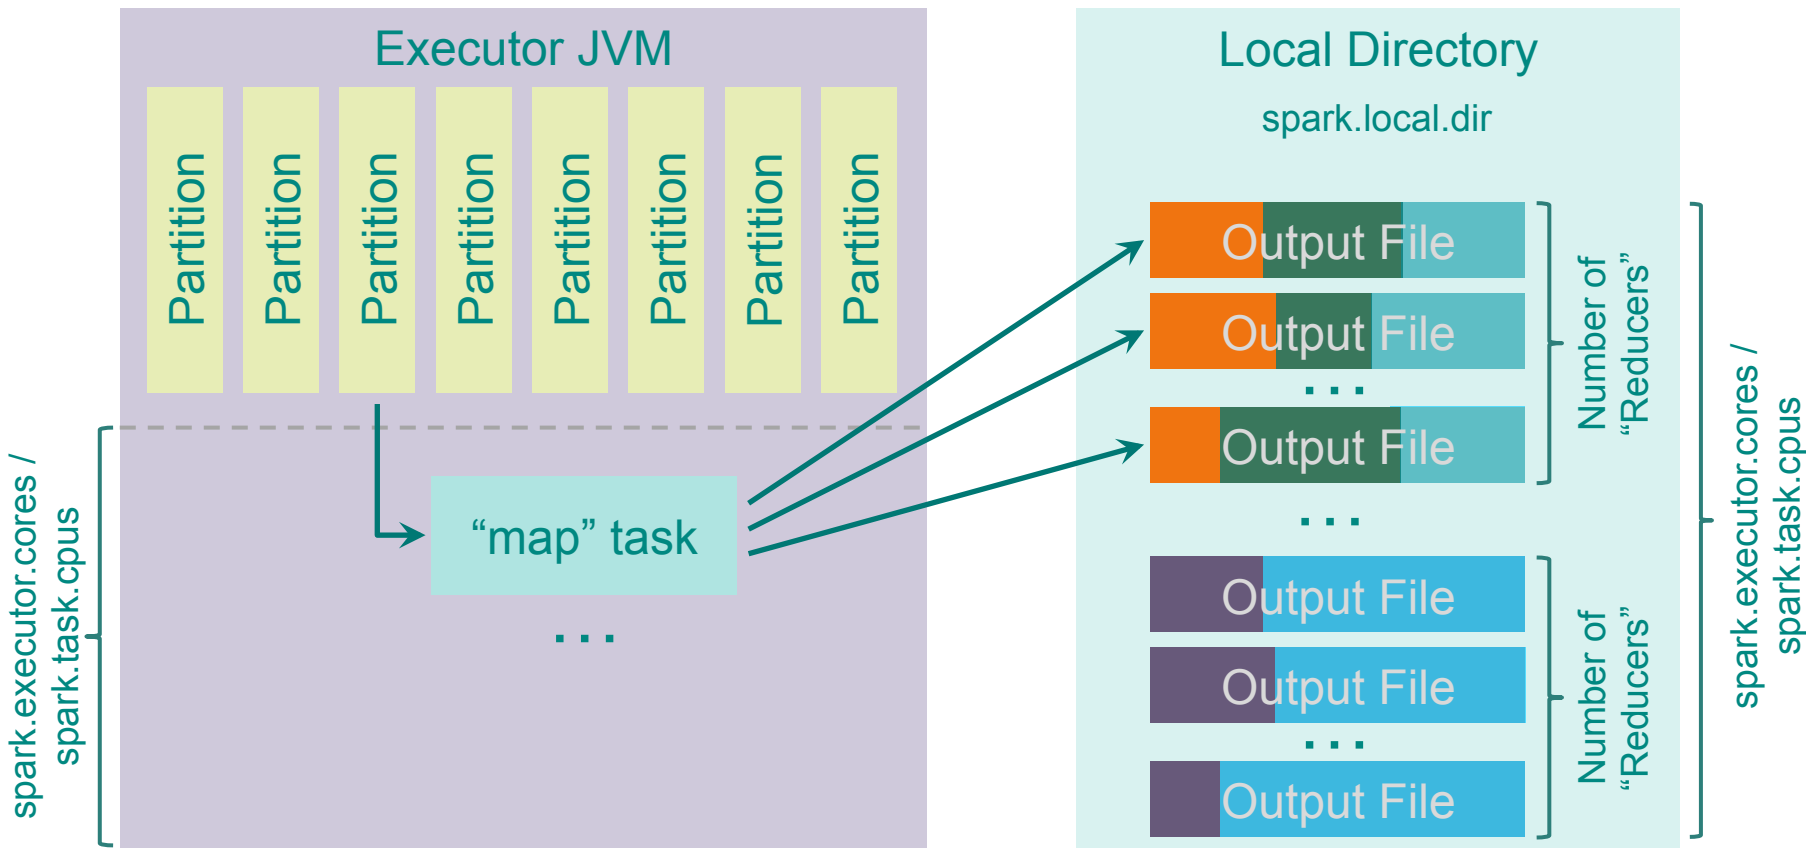 Executor JVM
Partition
Partition
Partition
Partition
Partition
Partition
Partition
Partition
spark.executor.cores /
spark.task.cpus
“map” task
...
Local Directory
spark.local.dir
Output File
Output File
...
Output File
Number of
“Reducers”
...
Output File
Output File
...
Output File
Number of
“Reducers”
spark.executor.cores /
spark.task.cpus